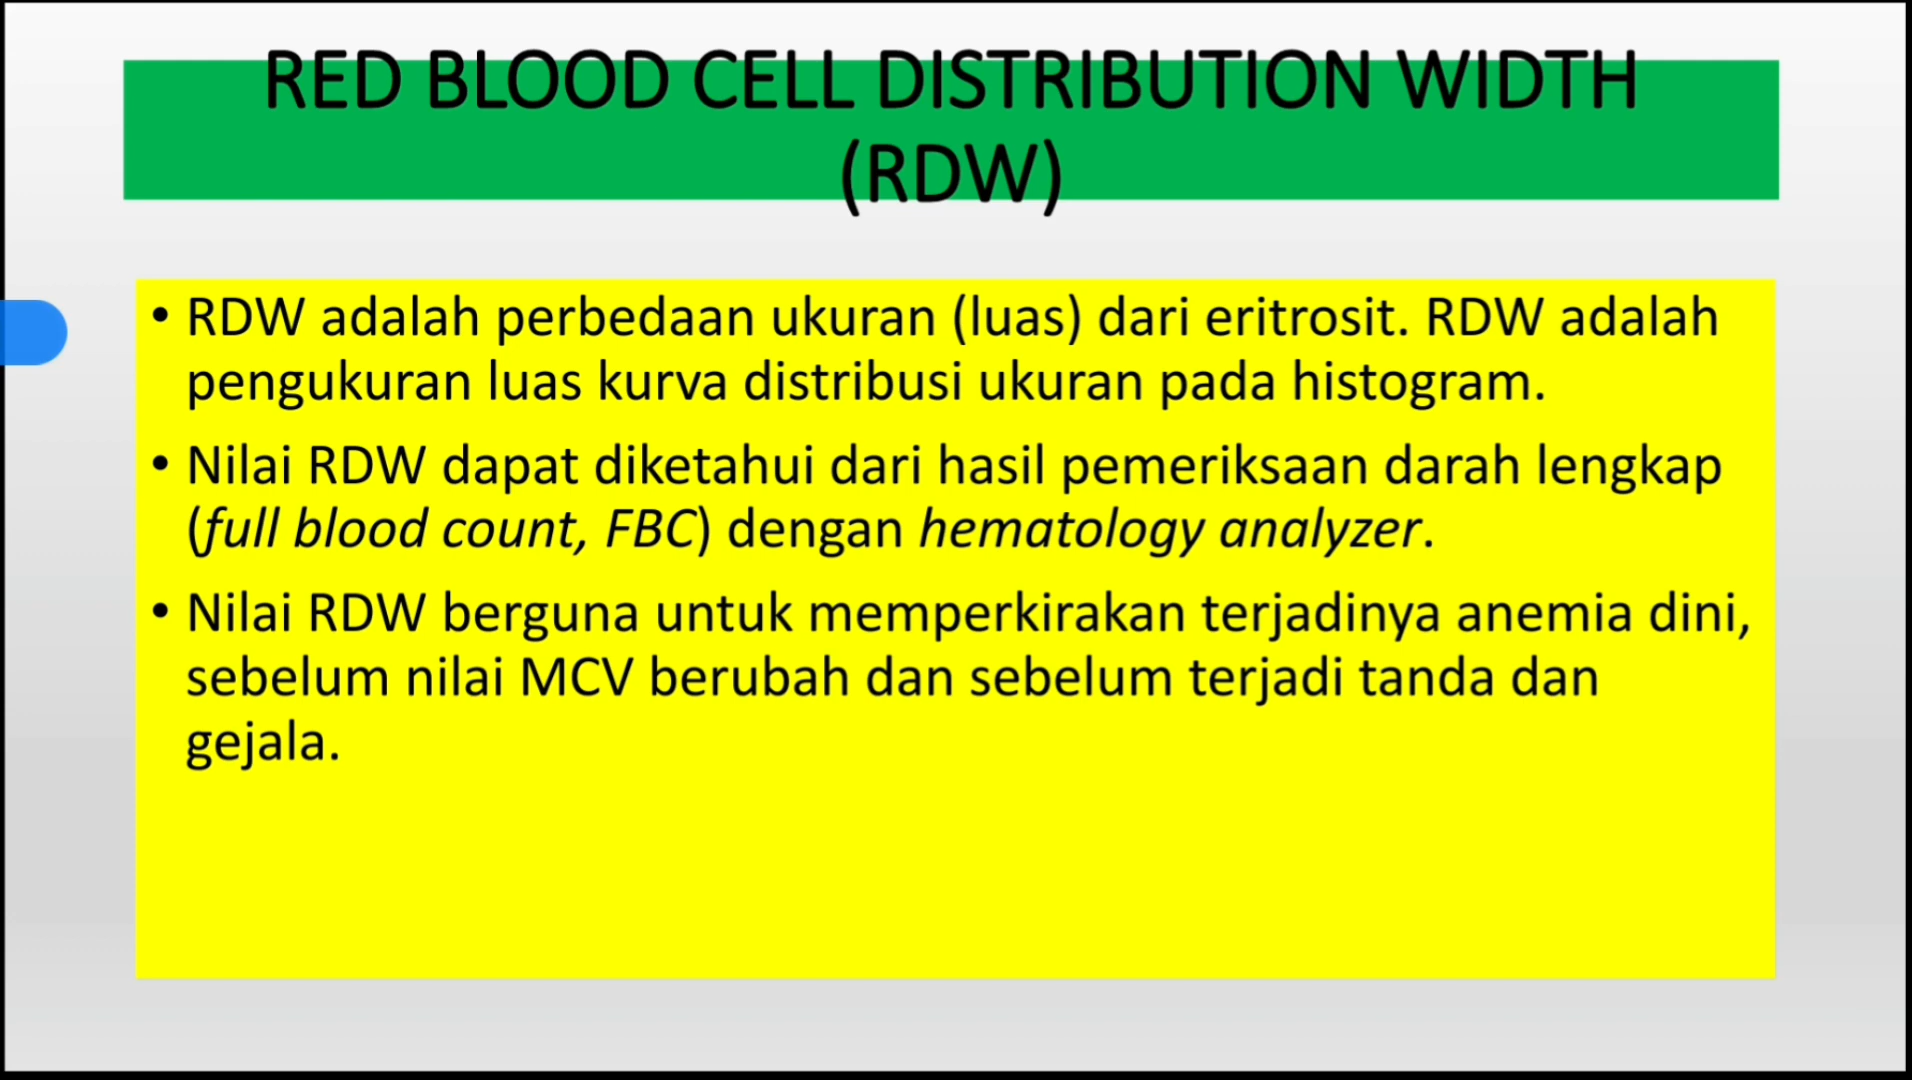 RED BLOOD CELL DISTRIBUTION WIDTH
(RDW)
• RDW adalah perbedaan ukuran (luas) dari eritrosit. RDW adalah
pengukuran luas kurva distribusi ukuran pada histogram.
• Nilai RDW dapat diketahui dari hasil pemeriksaan darah lengkap
(full blood count, FBC) dengan hematology analyzer.
• Nilai RDW berguna untuk memperkirakan terjadinya anemia dini,
sebelum nilai MCV berubah dan sebelum terjadi tanda dan
gejala.